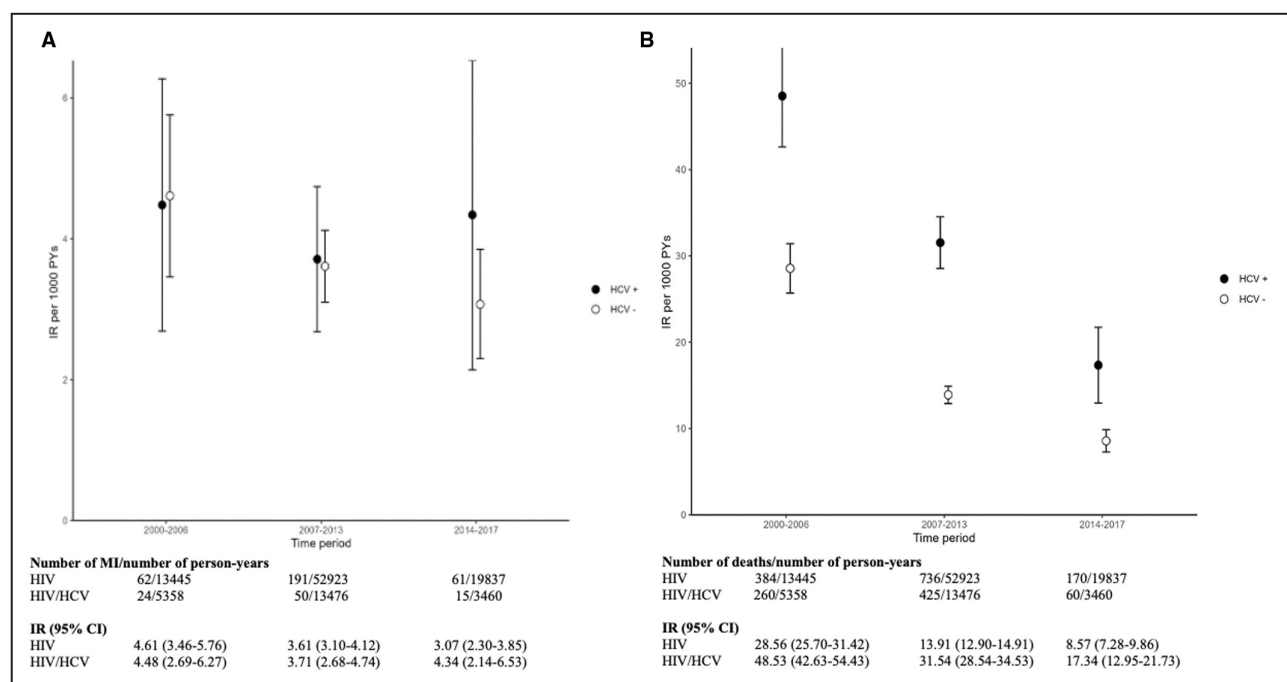 A
6
4
2
0
IR per 1000 PYs
HCV +
HCV -
2000-2006 2007-2013 2014-2017
Time period
Number of MI/number of person-years
HIV 62/13445 191/52923 61/19837
HIV/HCV 24/5358 50/13476 15/3460
IR (95% CI)
HIV 4.61 (3.46-5.76) 3.61 (3.10-4.12) 3.07 (2.30-3.85)
HIV/HCV 4.48 (2.69-6.27) 3.71 (2.68-4.74) 4.34 (2.14-6.53)
B
50
40
30
20
10
0
IR per 1000 PYs
HCV +
HCV -
2000-2006 2007-2013 2014-2017
Time period
Number of deaths/number of person-years
HIV 384/13445 736/52923 170/19837
HIV/HCV 260/5358 425/13476 60/3460
IR (95% CI)
HIV 28.56 (25.70-31.42) 13.91 (12.90-14.91) 8.57 (7.28-9.86)
HIV/HCV 48.53 (42.63-54.43) 31.54 (28.54-34.53) 17.34 (12.95-21.73)